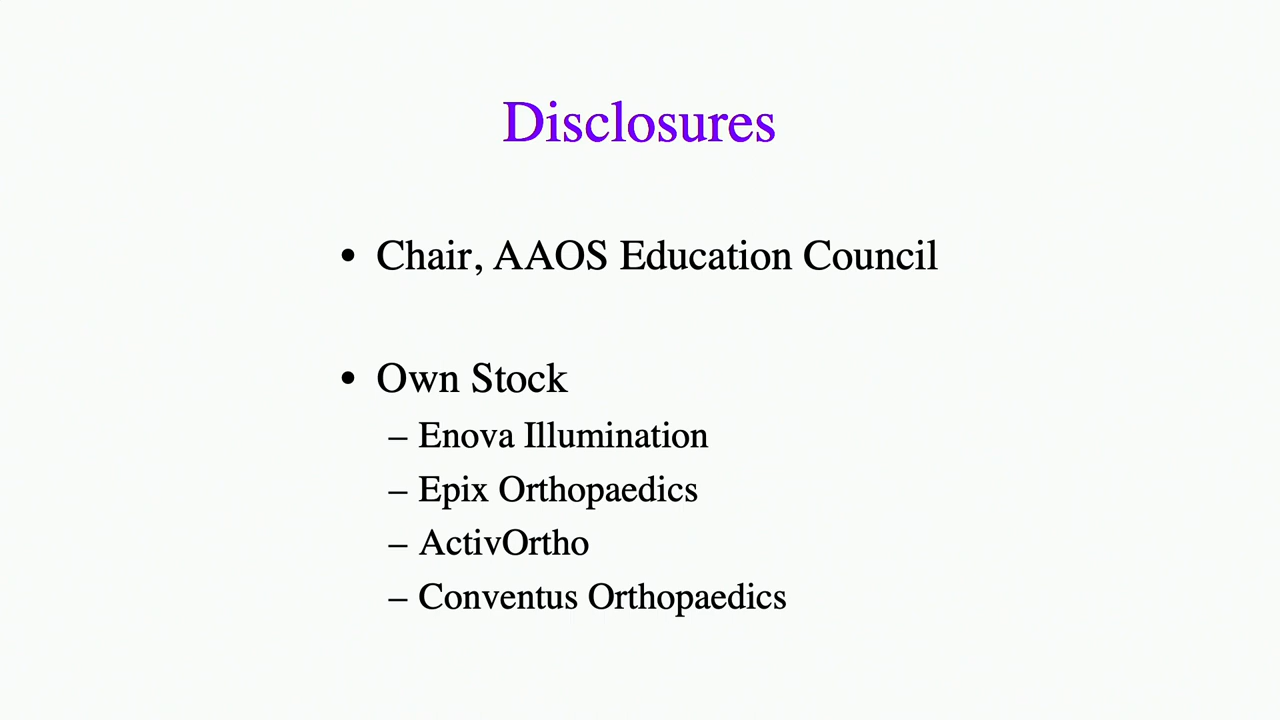 Disclosures
• Chair, AAOS Education Council
• Own Stock
– Enova Illumination
– Epix Orthopaedics
– ActivOrtho
– Conventus Orthopaedics